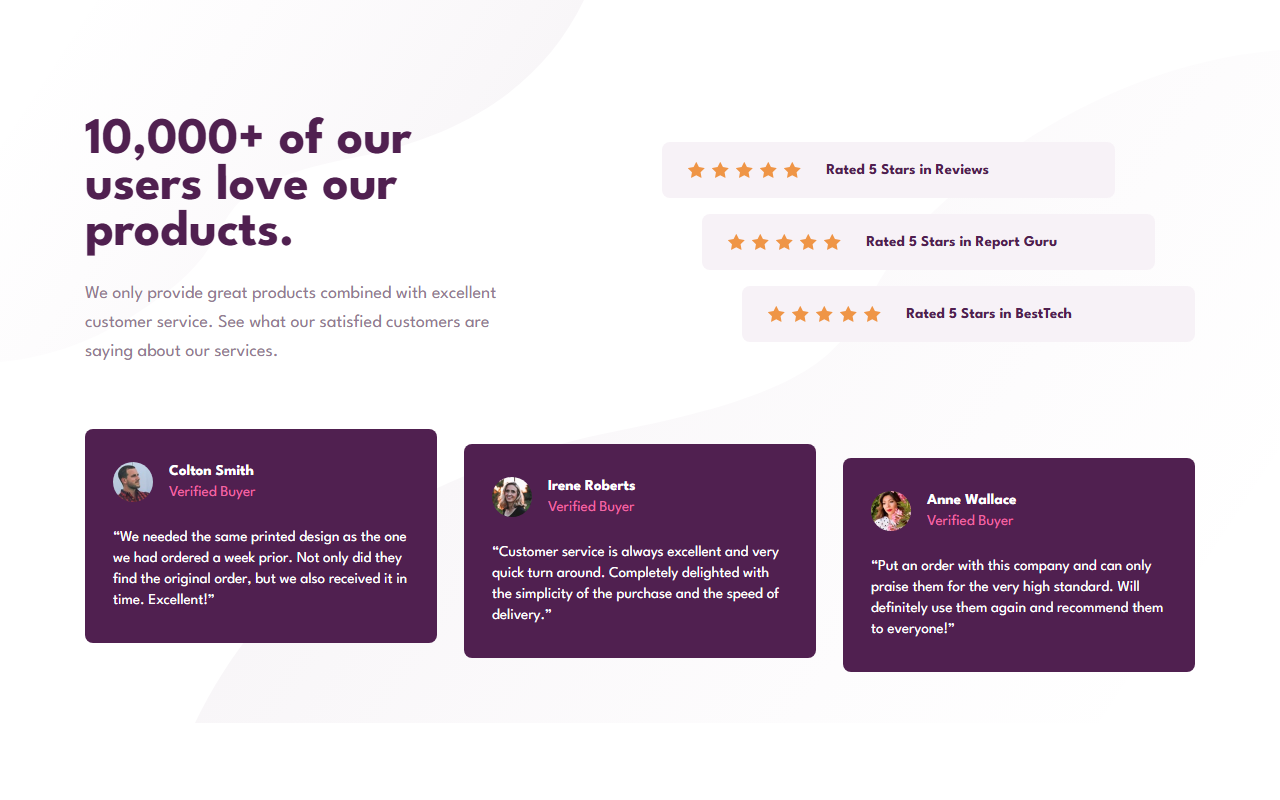 10,000+ of our
users love our
products.
We only provide great products combined with excellent
customer service. See what our satisfied customers are
saying about our services.
Rated 5 Stars in Reviews
Rated 5 Stars in Report Guru
Rated 5 Stars in BestTech
Colton Smith
Verified Buyer
“We needed the same printed design as the one
we had ordered a week prior. Not only did they
find the original order, but we also received it in
time. Excellent!”
Irene Roberts
Verified Buyer
“Customer service is always excellent and very
quick turn around. Completely delighted with
the simplicity of the purchase and the speed of
delivery.”
Anne Wallace
Verified Buyer
“Put an order with this company and can only
praise them for the very high standard. Will
definitely use them again and recommend them
to everyone!”